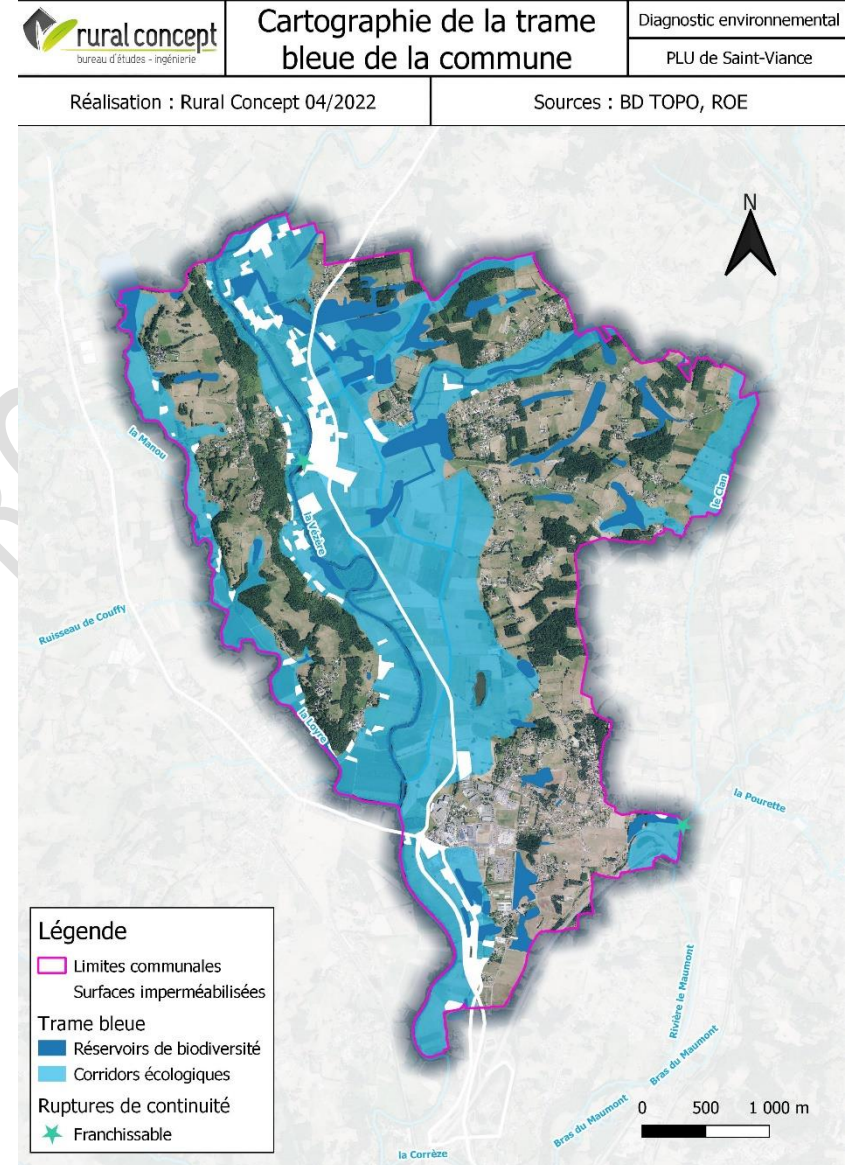 rural concept
bureau d'études - ingénierie
Cartographie de la trame
bleue de la commune
Diagnostic environnemental
PLU de Saint-Viance
Réalisation : Rural Concept 04/2022
Sources : BD TOPO, ROE
N
la Manou
la Vézère
le Clan
Ruisseau de Couffy
la Loyre
la Pourette
Rivière le Maumont
Bras du Maumont
Bras du Maumont
la Corrèze
Légende
Limites communales
Surfaces imperméabilisées
Trame bleue
Réservoirs de biodiversité
Corridors écologiques
Ruptures de continuité
Franchissable
0 500 1 000 m